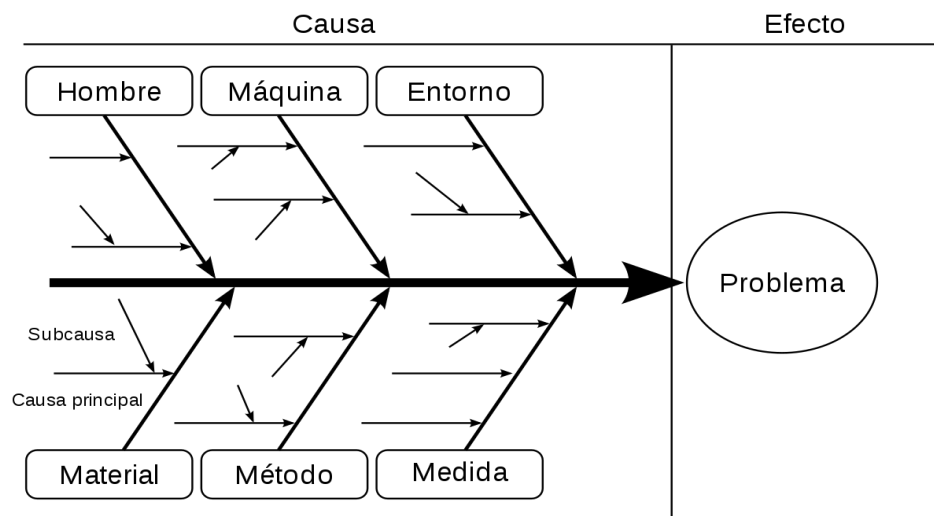 Causa
Efecto
Hombre
Máquina
Entorno
Problema
Subcausa
Causa principal
Material
Método
Medida